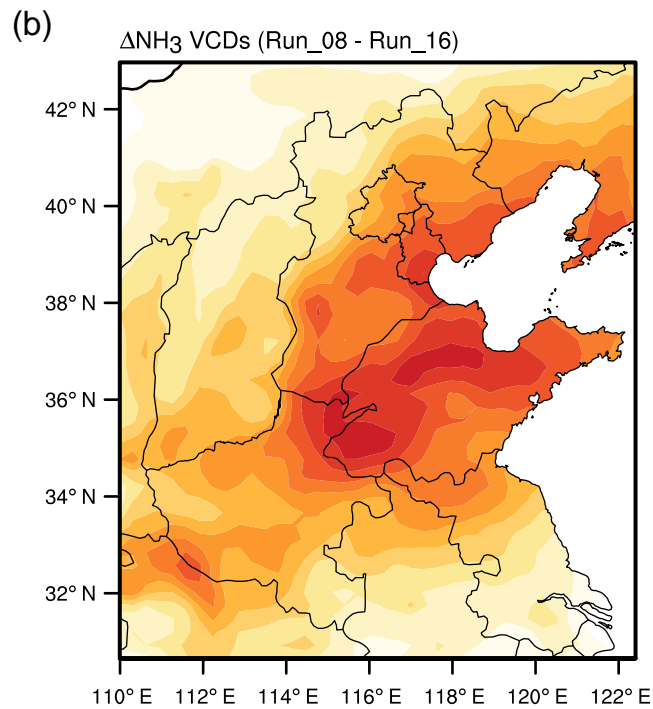 (b)
ΔNH3 VCDs (Run_08 - Run_16)
42° N
40° N
38° N
36° N
34° N
32° N
110° E 112° E 114° E 116° E 118° E 120° E 122° E